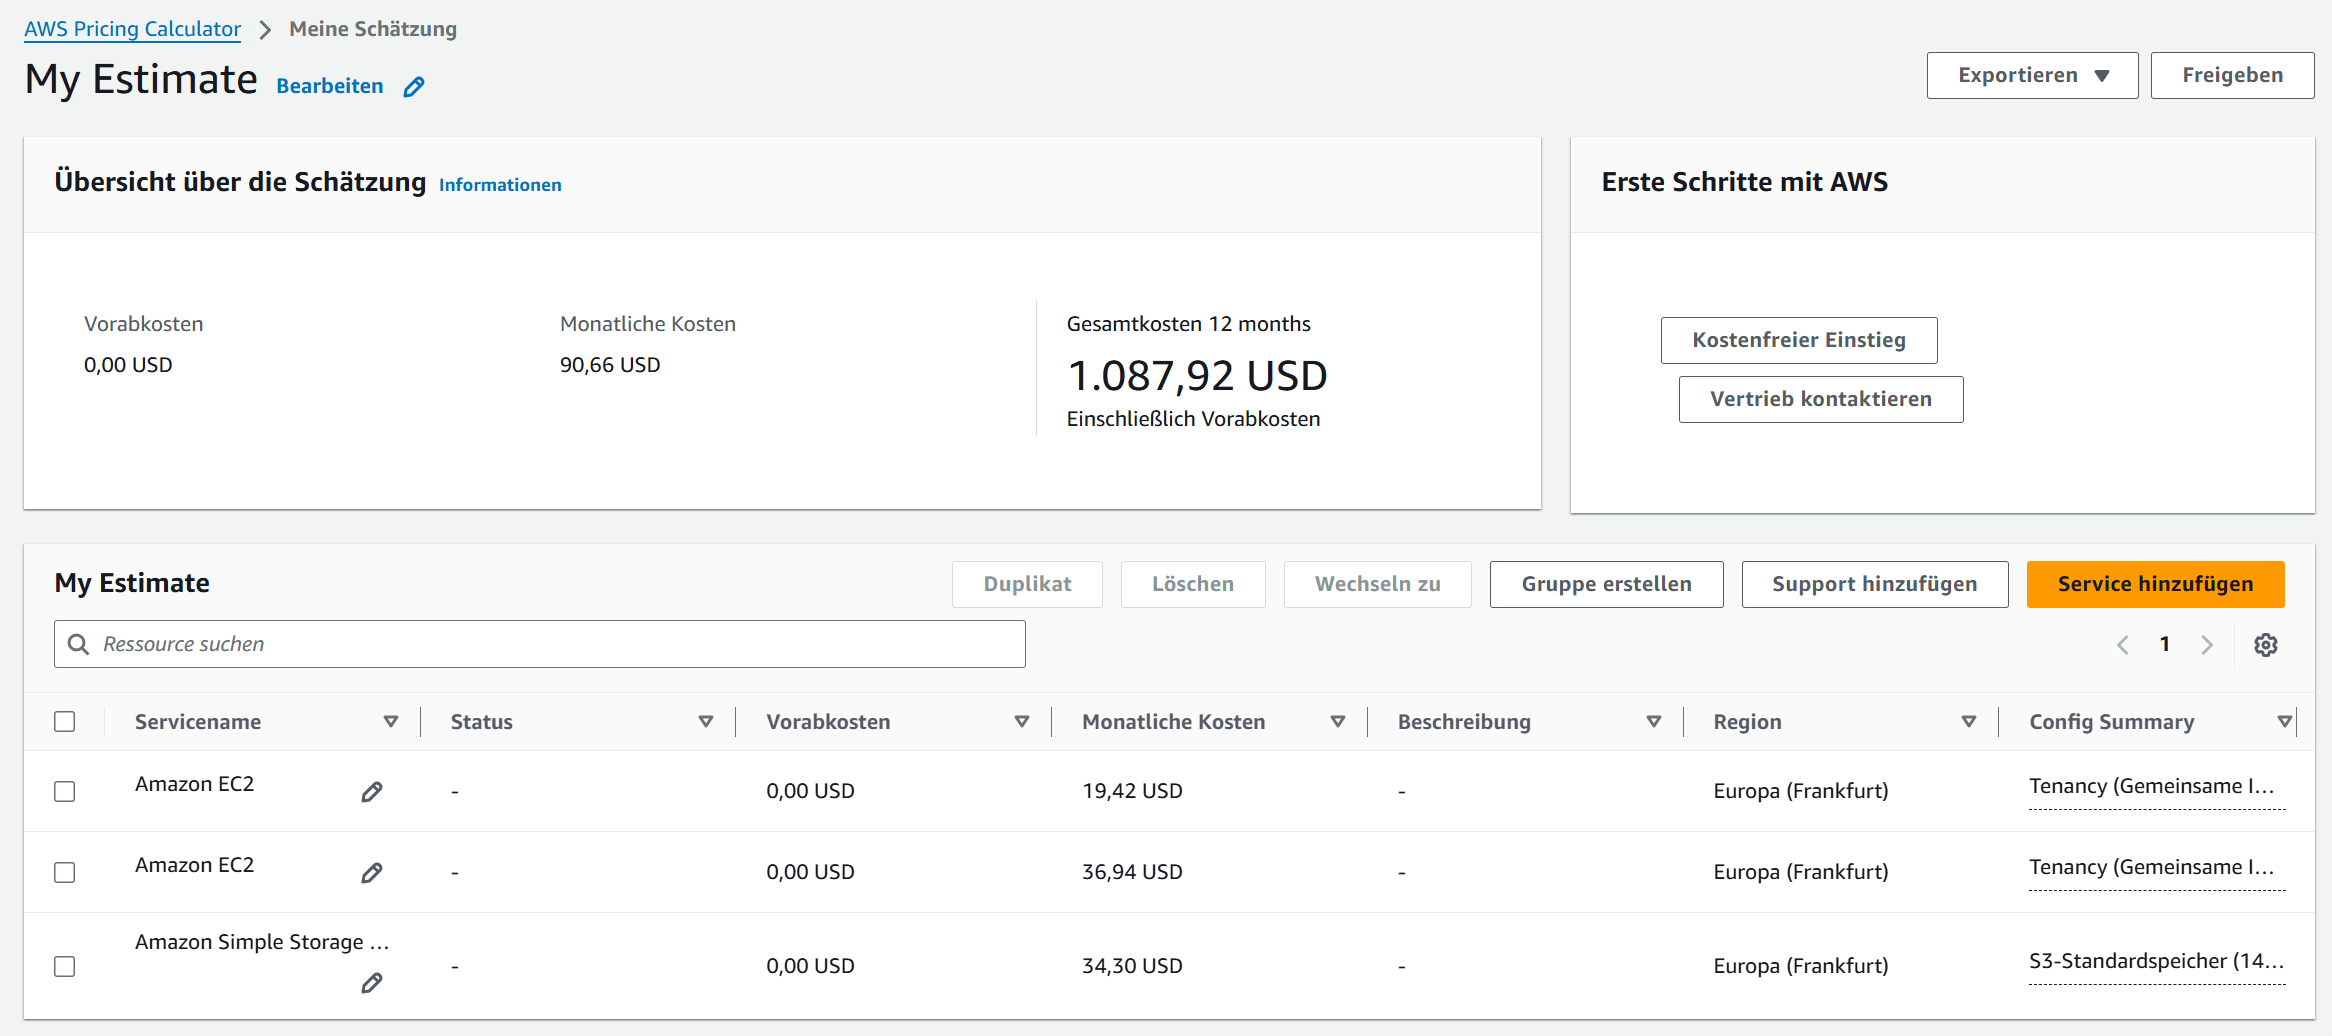 AWS Pricing Calculator > Meine Schätzung
My Estimate Bearbeiten
Exportieren ▼ Freigeben
Übersicht über die Schätzung Informationen
Vorabkosten
0,00 USD
Monatliche Kosten
90,66 USD
Gesamtkosten 12 months
1.087,92 USD
Einschließlich Vorabkosten
Erste Schritte mit AWS
Kostenfreier Einstieg
Vertrieb kontaktieren
My Estimate
Duplikat Löschen Wechseln zu Gruppe erstellen Support hinzufügen Service hinzufügen
Ressource suchen
1
Servicename Status Vorabkosten Monatliche Kosten Beschreibung Region Config Summary
Amazon EC2 - 0,00 USD 19,42 USD - Europa (Frankfurt) Tenancy (Gemeinsame I...
Amazon EC2 - 0,00 USD 36,94 USD - Europa (Frankfurt) Tenancy (Gemeinsame I...
Amazon Simple Storage ... - 0,00 USD 34,30 USD - Europa (Frankfurt) S3-Standardspeicher (14...